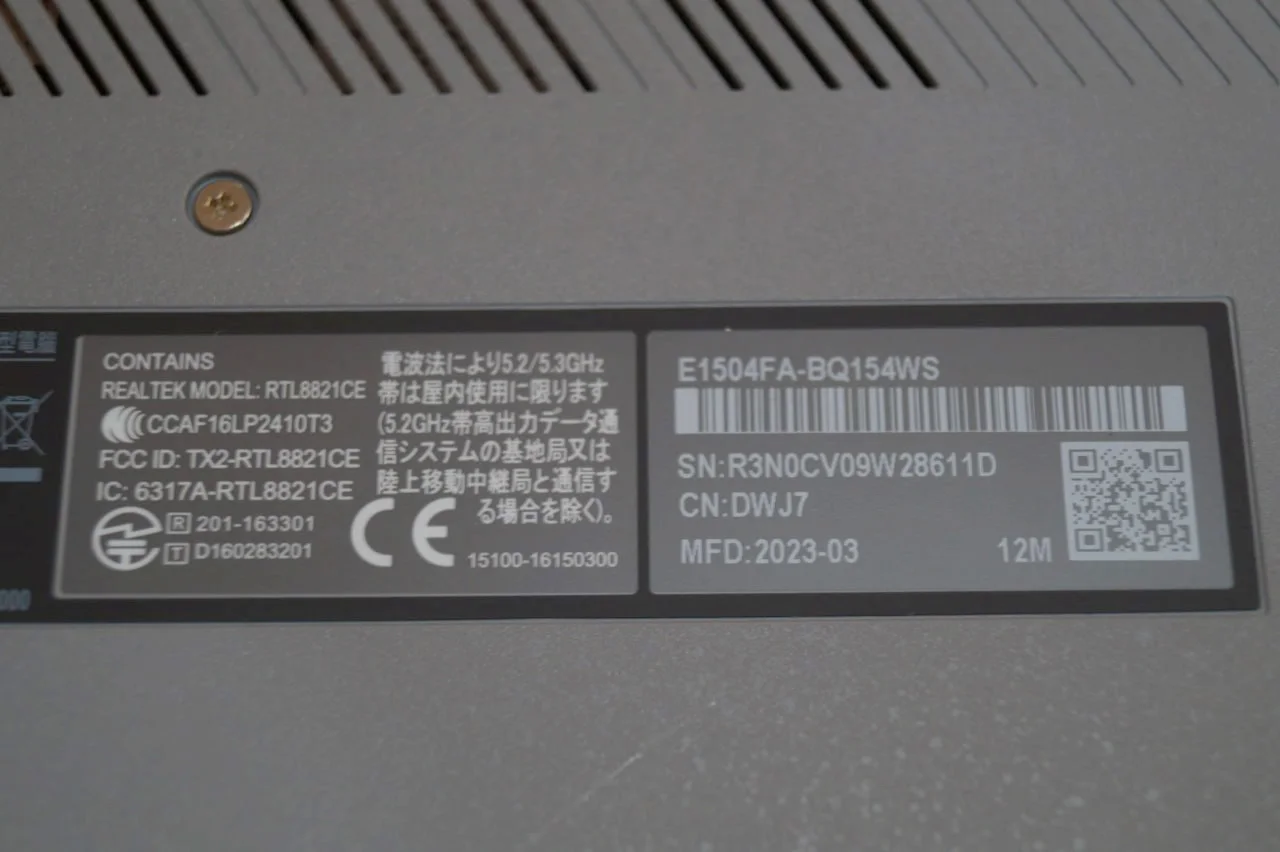 型電腦
000
CONTAINS
REALTEK MODEL: RTL8821CE
CCAF16LP2410T3
FCC ID: TX2-RTL8821CE
IC: 6317A-RTL8821CE
R 201-163301
T D160283201
電波法により5.2/5.3GHz
帯は屋内使用に限ります
(5.2GHz帯高出力データ通
信システムの基地局又は
陸上移動中継局と通信す
る場合を除く)。
CE
15100-16150300
E1504FA-BQ154WS
SN:R3N0CV09W28611D
CN:DWJ7
MFD:2023-03 12M